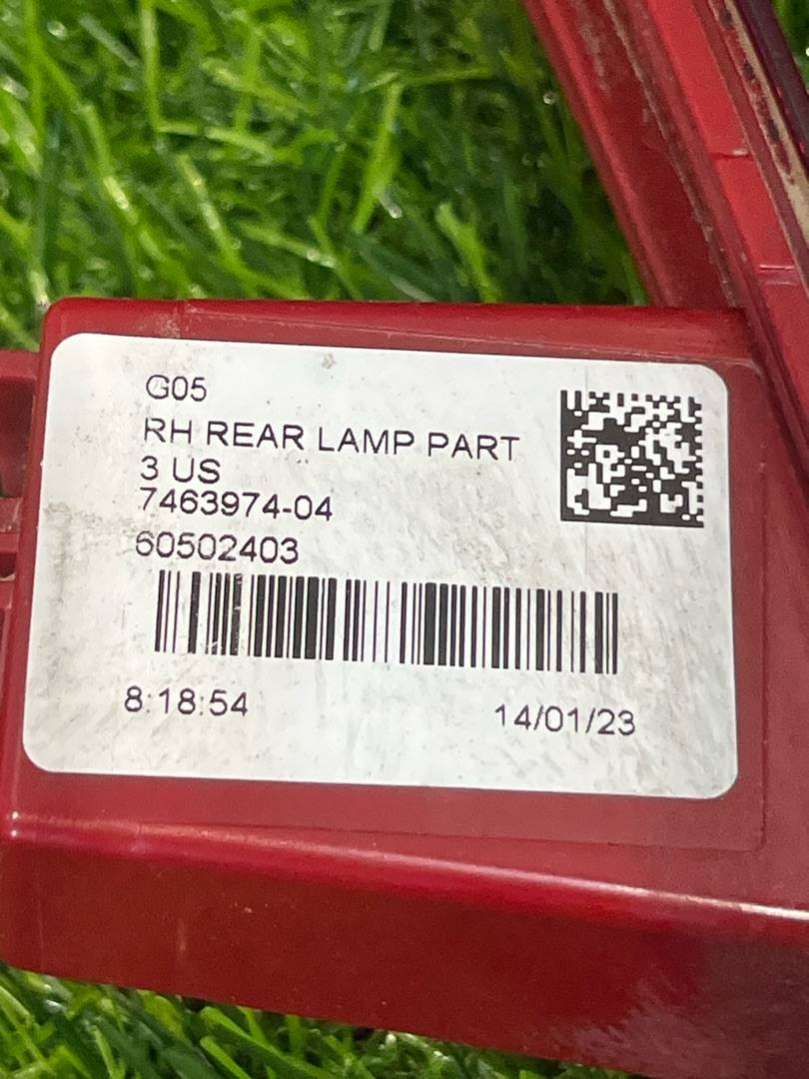 G05
RH REAR LAMP PART
3 US
7463974-04
60502403
8:18:54
14/01/23